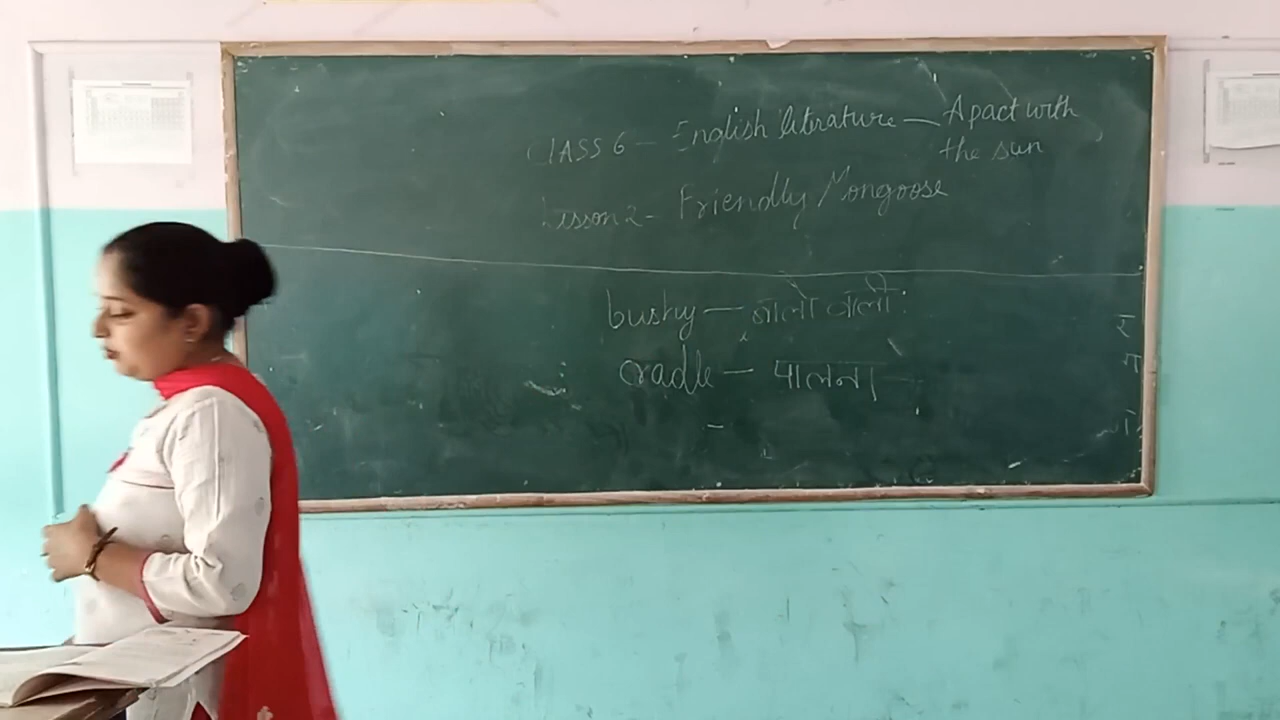 CLASS 6 - English literature - A pact with
the sun
Lesson 2 - Friendly Mongoose
bushy - बालो वाली
cradle - पालना